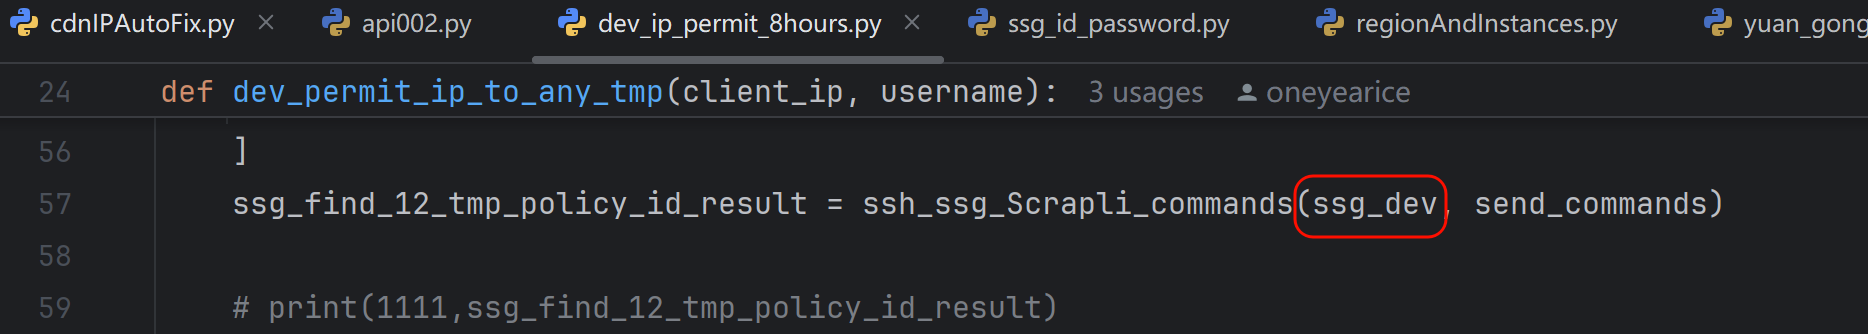 cdnIPAutoFix.py × api002.py dev_ip_permit_8hours.py × ssg_id_password.py regionAndInstances.py yuan_gong
24 def dev_permit_ip_to_any_tmp(client_ip, username): 3 usages oneyearice
56 ]
57 ssg_find_12_tmp_policy_id_result = ssh_ssg_Scrapli_commands(ssg_dev, send_commands)
58
59 # print(1111,ssg_find_12_tmp_policy_id_result)